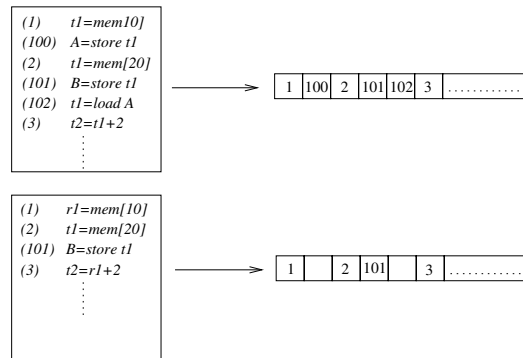 (1) t1=mem10]
(100) A=store t1
(2) t1=mem[20]
(101) B=store t1
(102) t1=load A
(3) t2=t1+2
1 100 2 101 102 3 ............
(1) r1=mem[10]
(2) t1=mem[20]
(101) B=store t1
(3) t2=r1+2
1 2 101 3 ............